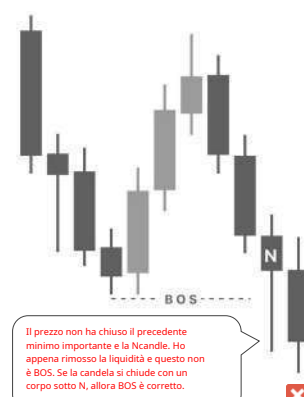 N
BOS
Il prezzo non ha chiuso il precedente
minimo importante e la Ncandle. Ho
appena rimosso la liquidità e questo non
è BOS. Se la candela si chiude con un
corpo sotto N, allora BOS è corretto.